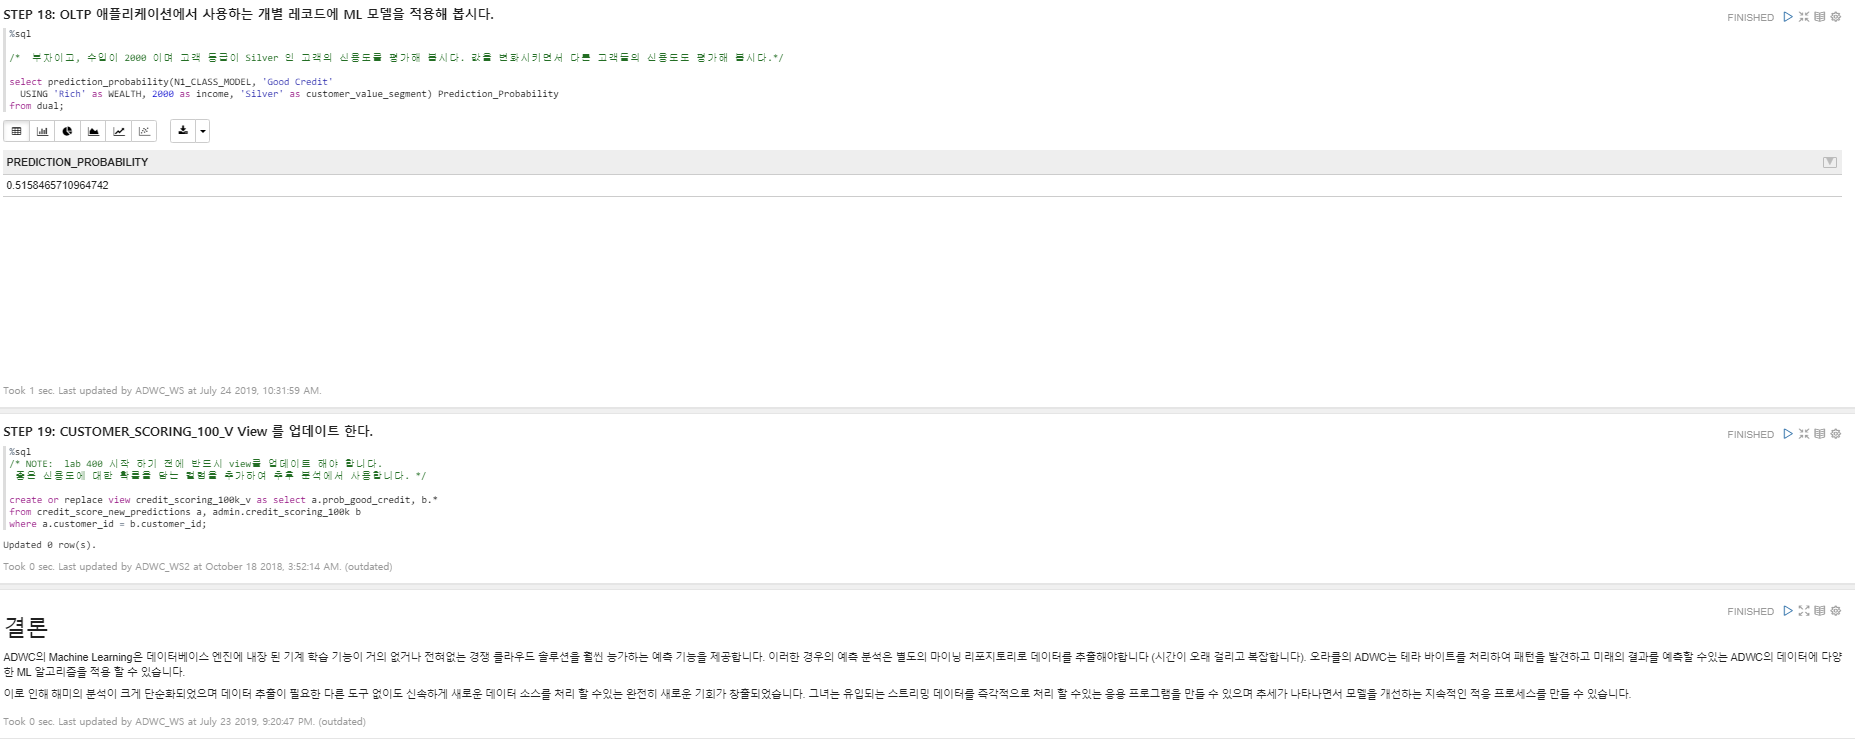 STEP 18: OLTP 애플리케이션에서 사용하는 개별 레코드에 ML 모델을 적용해 봅시다.
FINISHED
%sql
/*  부자이고, 수입이 2000 이며 고객 등급이 Silver 인 고객의 신용도를 평가해 봅시다. 값을 변화시키면서 다른 고객들의 신용도도 평가해 봅시다.*/
select prediction_probability(N1_CLASS_MODEL, 'Good Credit'
USING 'Rich' as WEALTH, 2000 as income, 'Silver' as customer_value_segment) Prediction_Probability
from dual;
PREDICTION_PROBABILITY
0.5158465710964742
Took 1 sec. Last updated by ADWC_WS at July 24 2019, 10:31:59 AM.
STEP 19: CUSTOMER_SCORING_100_V View 를 업데이트 한다.
FINISHED
%sql
/* NOTE:  lab 400 시작 하기 전에 반드시 view를 업데이트 해야 합니다.
좋은 신용도에 대한 확률을 담는 컬럼을 추가하여 추후 분석에서 사용합니다. */
create or replace view credit_scoring_100k_v as select a.prob_good_credit, b.*
from credit_score_new_predictions a, admin.credit_scoring_100k b
where a.customer_id = b.customer_id;
Updated 0 row(s).
Took 0 sec. Last updated by ADWC_WS2 at October 18 2018, 3:52:14 AM. (outdated)
FINISHED
결론
ADWC의 Machine Learning은 데이터베이스 엔진에 내장 된 기계 학습 기능이 거의 없거나 전혀없는 경쟁 클라우드 솔루션을 훨씬 능가하는 예측 기능을 제공합니다. 이러한 경우의 예측 분석은 별도의 마이닝 리포지토리로 데이터를 추출해야합니다 (시간이 오래 걸리고 복잡합니다). 오라클의 ADWC는 테라 바이트를 처리하여 패턴을 발견하고 미래의 결과를 예측할 수있는 ADWC의 데이터에 다양
한 ML 알고리즘을 적용 할 수 있습니다.
이로 인해 해미의 분석이 크게 단순화되었으며 데이터 추출이 필요한 다른 도구 없이도 신속하게 새로운 데이터 소스를 처리 할 수있는 완전히 새로운 기회가 창출되었습니다. 그녀는 유입되는 스트리밍 데이터를 즉각적으로 처리 할 수있는 응용 프로그램을 만들 수 있으며 추세가 나타나면서 모델을 개선하는 지속적인 적응 프로세스를 만들 수 있습니다.
Took 0 sec. Last updated by ADWC_WS at July 23 2019, 9:20:47 PM. (outdated)